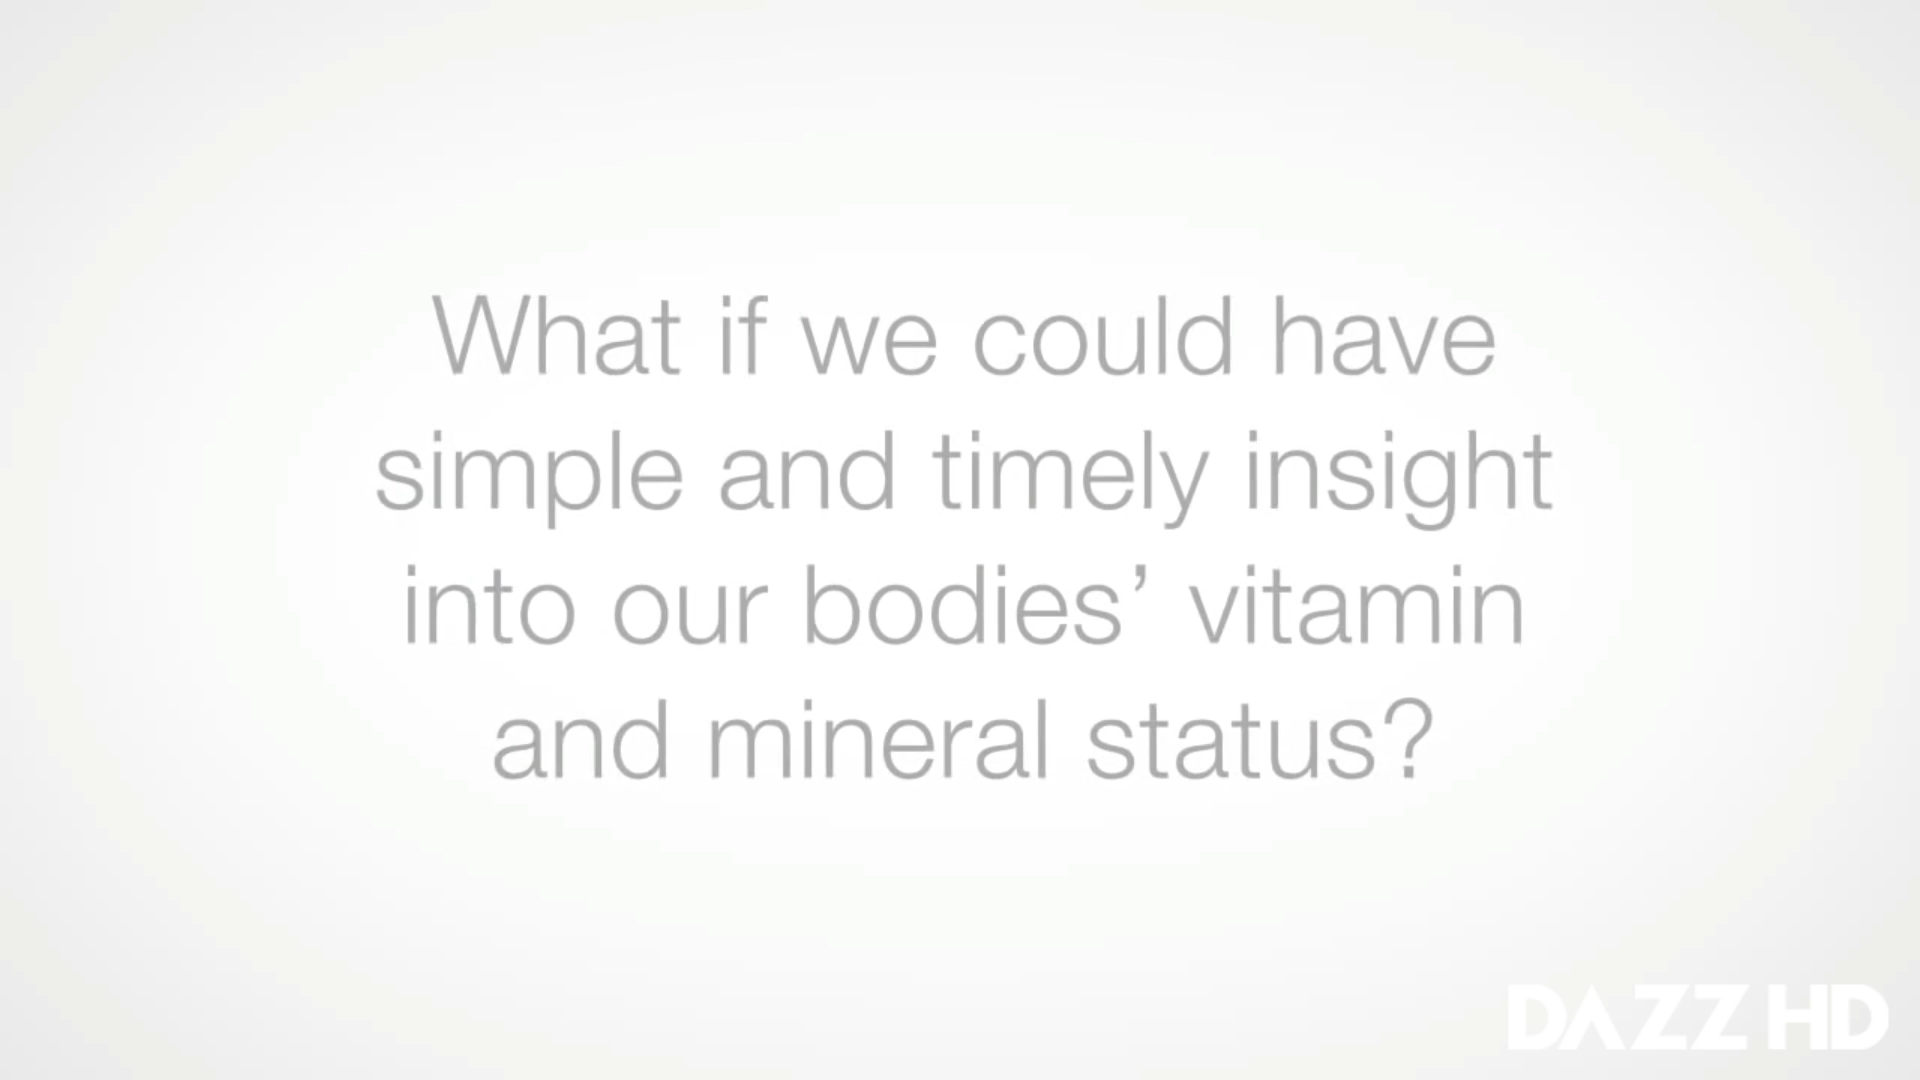 What if we could have
simple and timely insight
into our bodies’ vitamin
and mineral status?
DAZZ HD